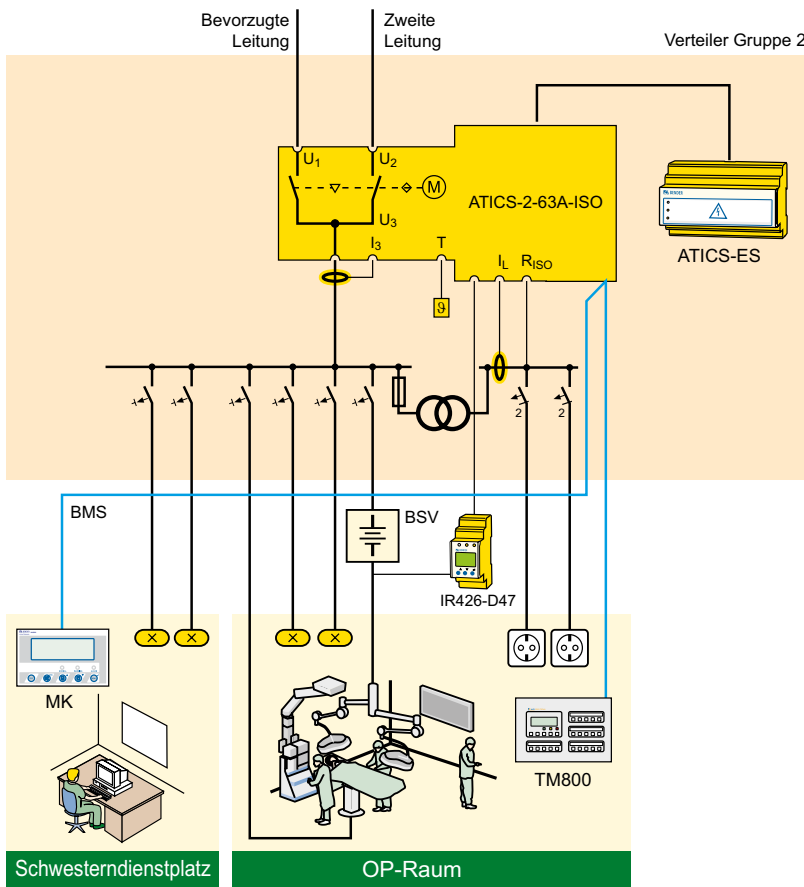 Bevorzugte
Leitung
Zweite
Leitung
Verteiler Gruppe 2
U1
U2
M
ATICS-2-63A-ISO
U3
I3
T
IL
RISO
BENDER
ATICS-ES
ϑ
2
2
BMS
BSV
IR426-D47
MK
TM800
Schwesterndienstplatz
OP-Raum